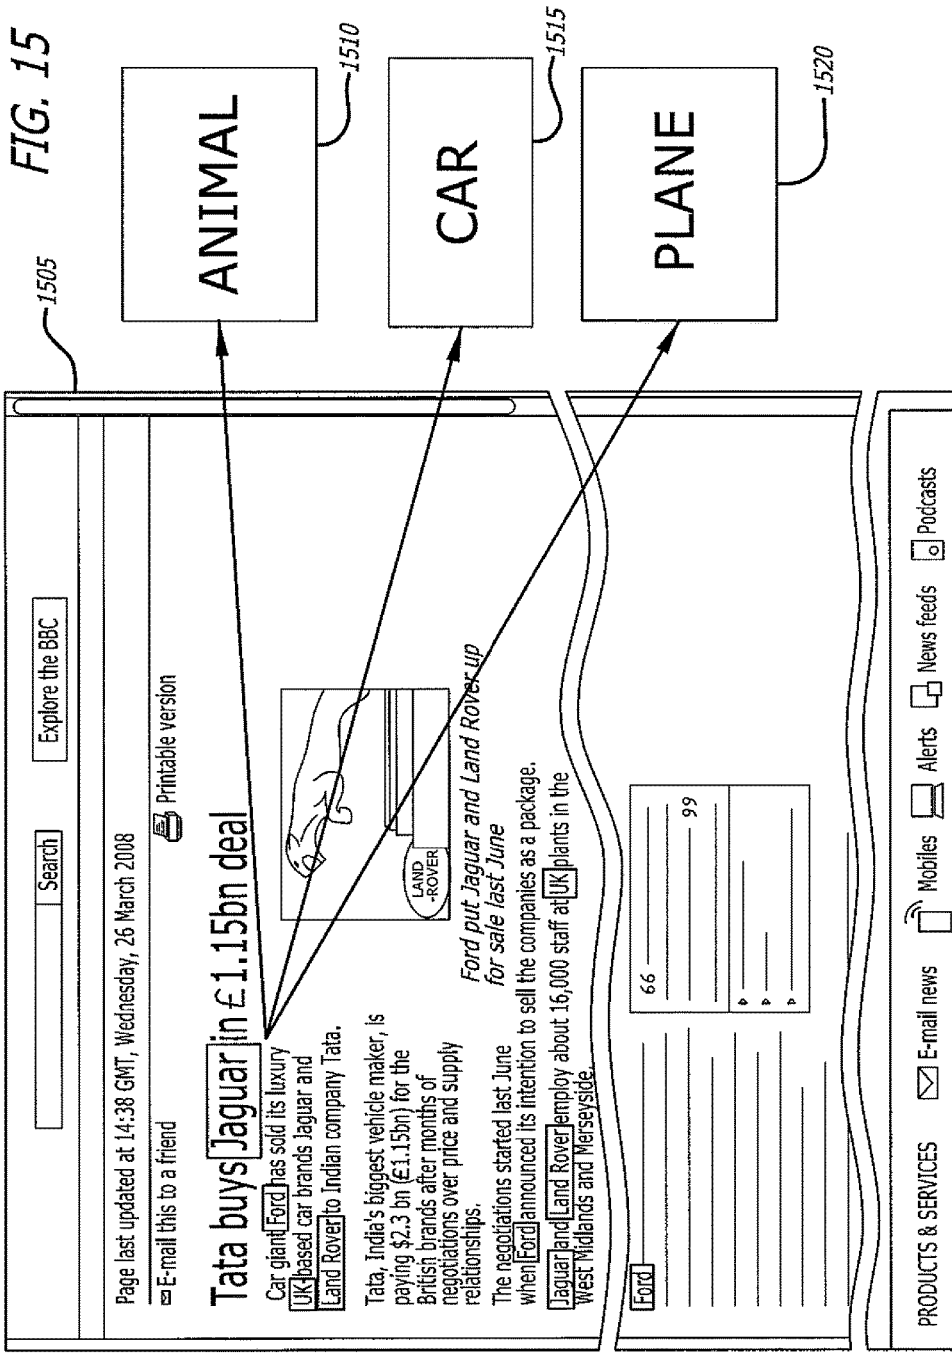 FIG. 15
1505
Search
Explore the BBC
Page last updated at 14:38 GMT, Wednesday, 26 March 2008
E-mail this to a friend
Printable version
Tata buys Jaguar in £1.15bn deal
Car giant Ford has sold its luxury
UK-based car brands Jaguar and
Land Rover to Indian company Tata.
LAND
-ROVER
Ford put Jaguar and Land Rover up
for sale last June
Tata, India's biggest vehicle maker, is
paying $2.3 bn (£1.15bn) for the
British brands after months of
negotiations over price and supply
relationships.
The negotiations started last June
when Ford announced its intention to sell the companies as a package.
Jaguar and Land Rover employ about 16,000 staff at UK plants in the
West Midlands and Merseyside.
Ford
66
99
PRODUCTS & SERVICES
E-mail news
Mobiles
Alerts
News feeds
Podcasts
ANIMAL
1510
CAR
1515
PLANE
1520